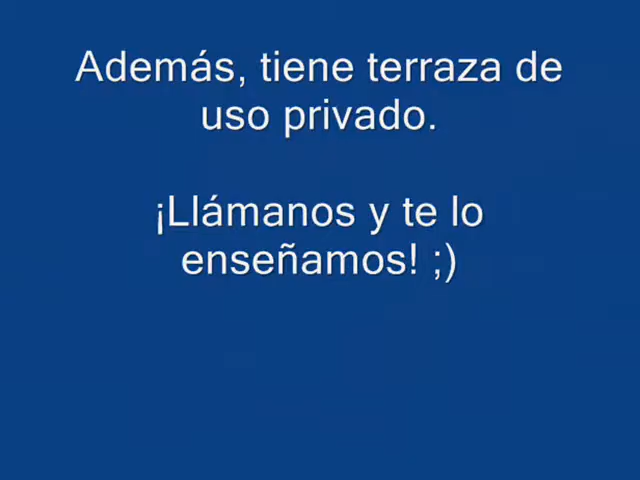 Además, tiene terraza de
uso privado.
¡Llámanos y te lo
enseñamos! ;)